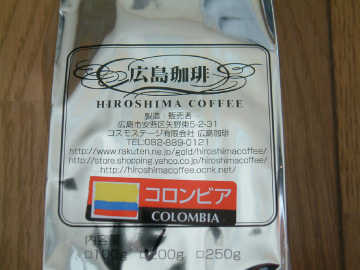 広島珈琲
HIROSHIMA COFFEE
製造・販売者
広島市安芸区矢野東5-2-31
コスモステージ有限会社 広島珈琲
TEL:082-889-0121
http://www.rakuten.ne.jp/gold/hiroshimacoffee/
http://store.shopping.yahoo.co.jp/hiroshimacoffee/
http://hiroshimacoffee.ocnk.net/
コロンビア
COLOMBIA
内容量
□100g □200g □250g